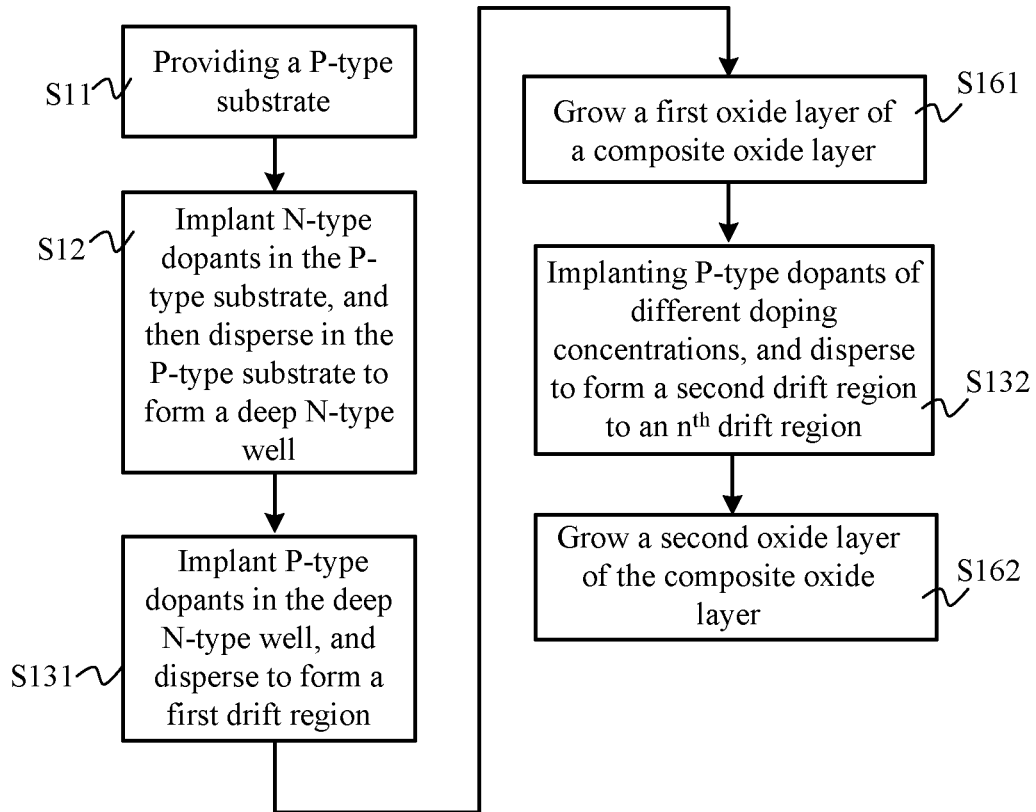 S11
Providing a P-type
substrate
S12
Implant N-type
dopants in the P-
type substrate, and
then disperse in the
P-type substrate to
form a deep N-type
well
S131
Implant P-type
dopants in the deep
N-type well, and
disperse to form a
first drift region
S161
Grow a first oxide layer of
a composite oxide layer
Implanting P-type dopants of
different doping
concentrations, and disperse
to form a second drift region
to an nth drift region
S132
Grow a second oxide layer
of the composite oxide
layer
S162